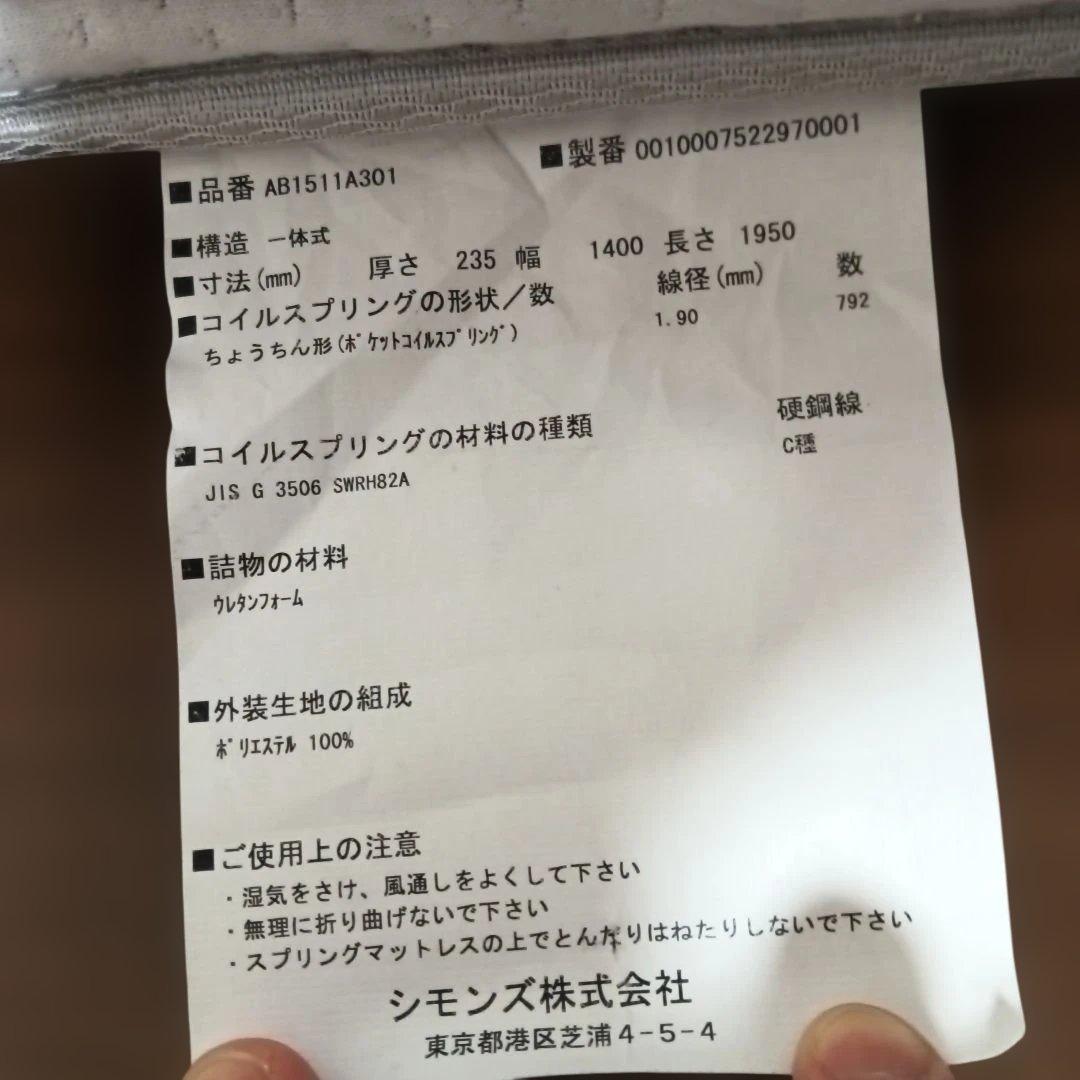 ■品番 AB1511A301 ■製番 0010007522970001
■構造 一体式
■寸法(mm) 厚さ 235 幅 1400 長さ 1950
■コイルスプリングの形状/数 線径(mm) 数
ちょうちん形(ﾎﾟｹｯﾄｺｲﾙｽﾌﾟﾘﾝｸﾞ) 1.90 792
■コイルスプリングの材料の種類 硬鋼線
JIS G 3506 SWRH82A C種
■詰物の材料
ｳﾚﾀﾝﾌｫｰﾑ
■外装生地の組成
ﾎﾟﾘｴｽﾃﾙ 100%
■ご使用上の注意
・湿気をさけ、風通しをよくして下さい
・無理に折り曲げないで下さい
・スプリングマットレスの上でとんだりはねたりしないで下さい
シモンズ株式会社
東京都港区芝浦4-5-4